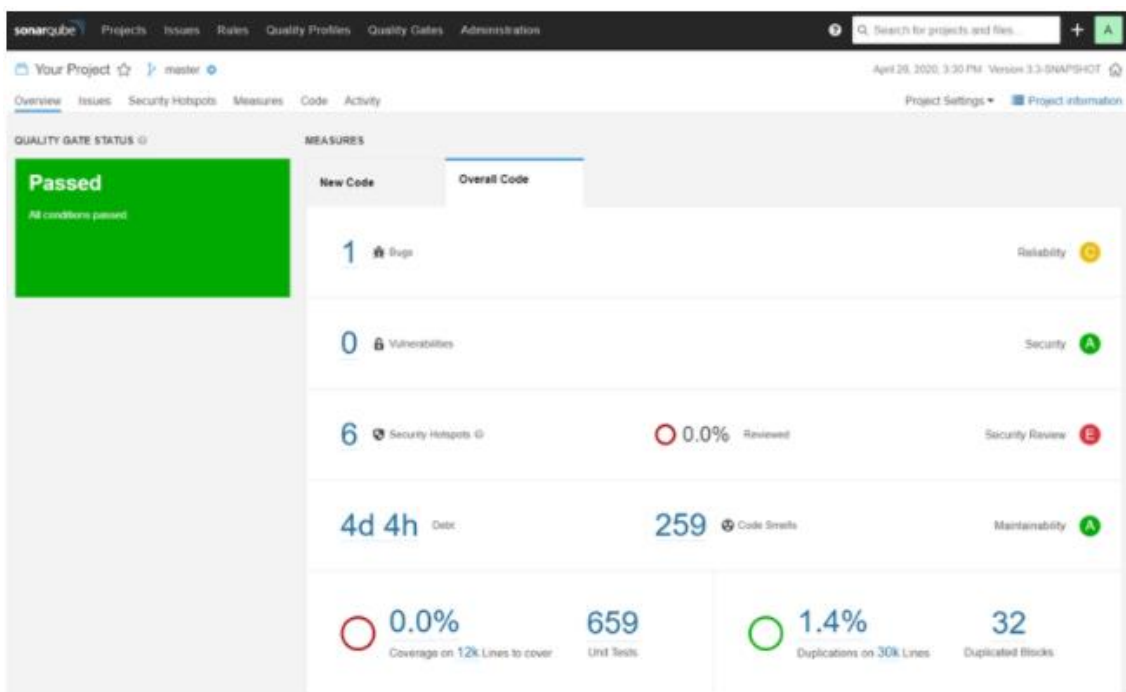 sonarqube Projects Issues Rules Quality Profiles Quality Gates Administration
Search for projects and files...
+ A
Your Project master
April 28, 2020, 3:30 PM Version 3.3-SNAPSHOT
Overview Issues Security Hotspots Measures Code Activity
Project Settings Project Information
QUALITY GATE STATUS
MEASURES
Passed
All conditions passed
New Code
Overall Code
1 Bugs
Reliability C
0 Vulnerabilities
Security A
6 Security Hotspots
0.0% Reviewed
Security Review E
4d 4h Debt
259 Code Smells
Maintainability A
0.0%
Coverage on 12k Lines to cover
659
Unit Tests
1.4%
Duplications on 30k Lines
32
Duplicated Blocks